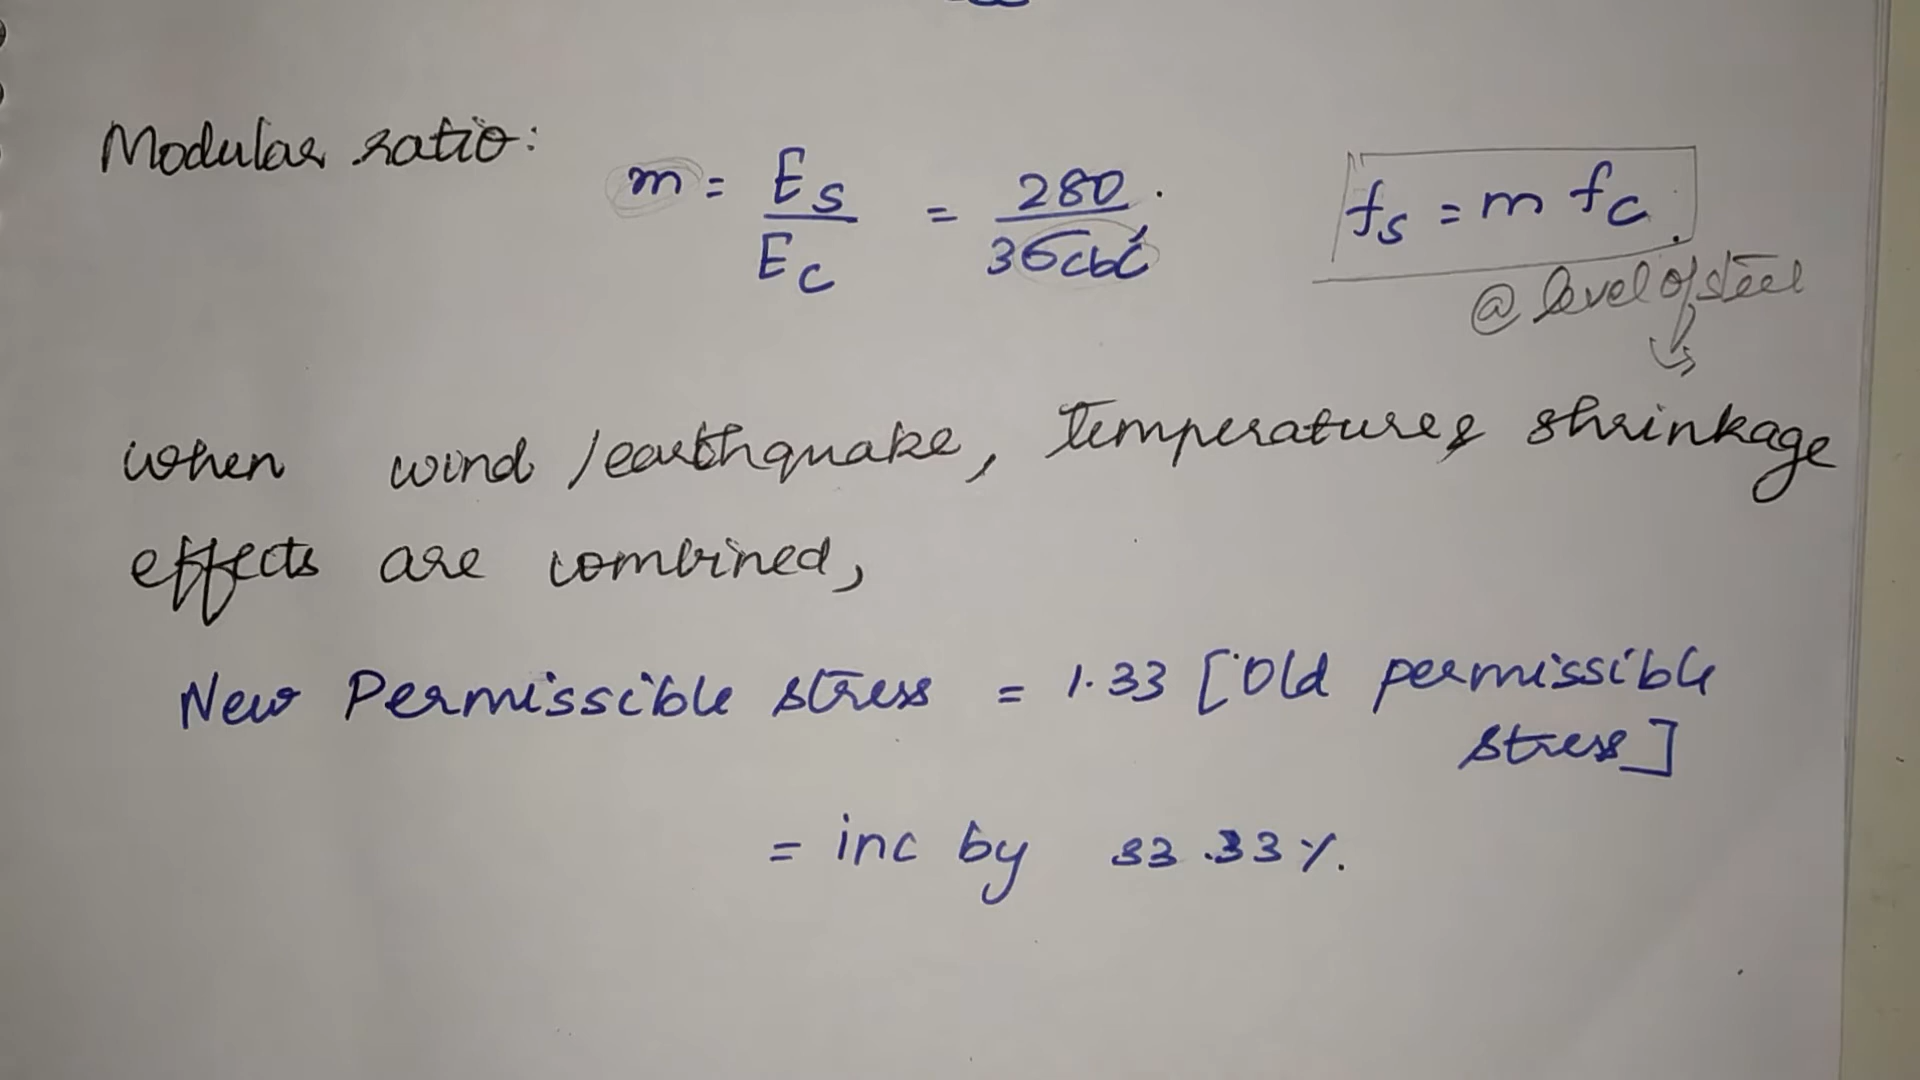 Modular ratio:
m = Es/Ec = 280/3σcbc
fs = m fc.
@ level of steel
when wind /earthquake, temperature & shrinkage
effects are combined,
New Permissible stress = 1.33 [Old permissible
stress]
= inc by 33.33%.